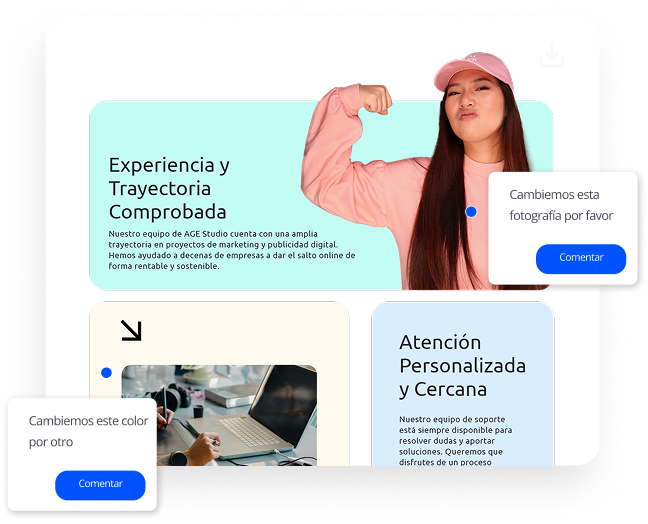 Experiencia y
Trayectoria
Comprobada
Nuestro equipo de AGE Studio cuenta con una amplia
trayectoria en proyectos de marketing y publicidad digital.
Hemos ayudado a decenas de empresas a dar el salto online de
forma rentable y sostenible.
Cambiemos esta
fotografía por favor
Comentar
Atención
Personalizada
y Cercana
Nuestro equipo de soporte
está siempre disponible para
resolver dudas y aportar
soluciones. Queremos que
disfrutes de un proceso
Cambiemos este color
por otro
Comentar